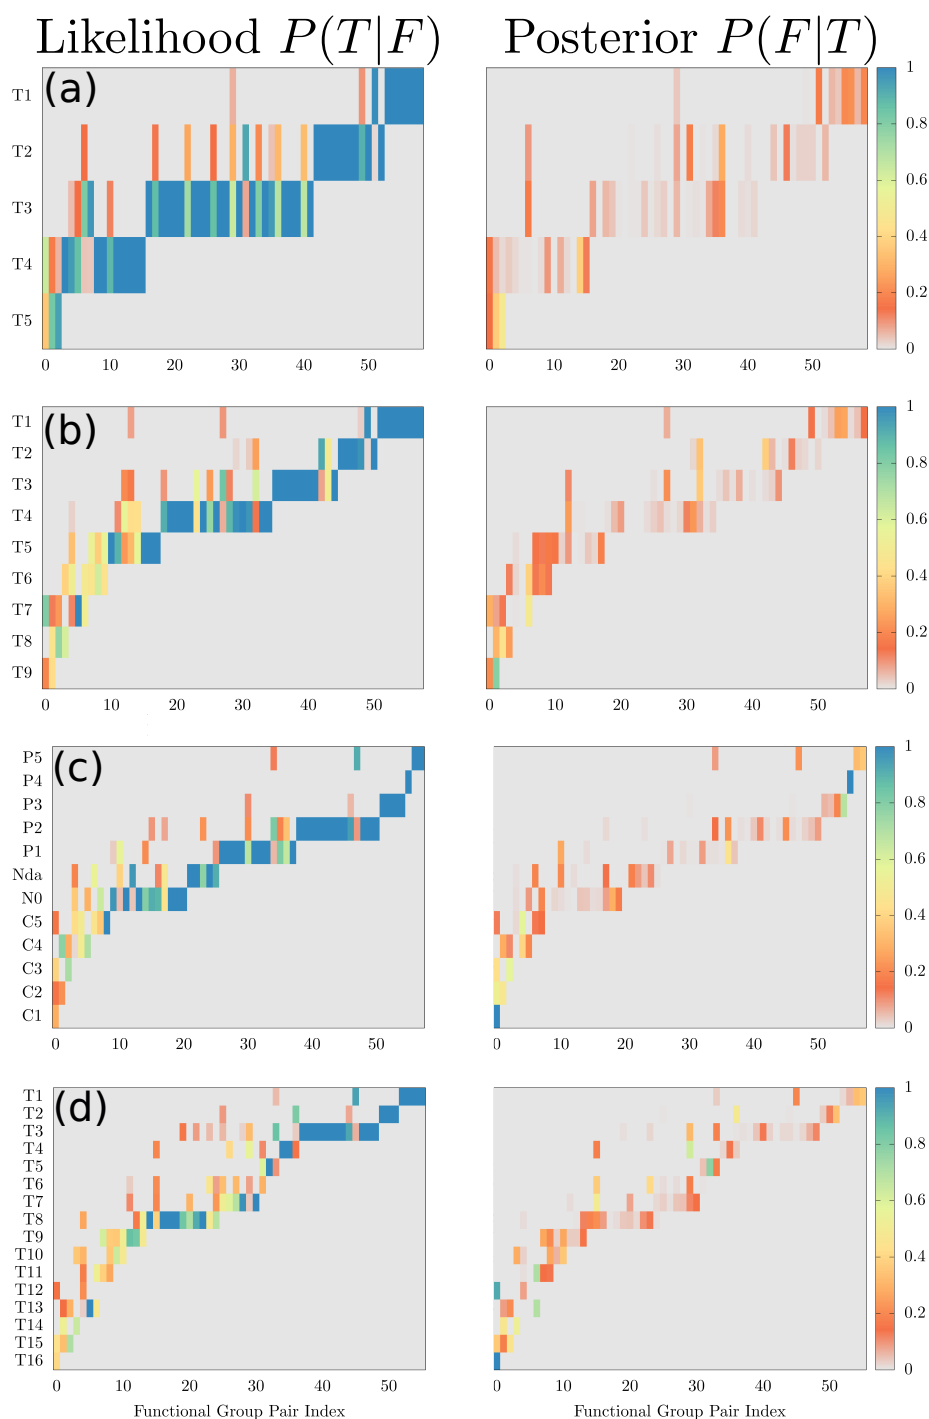 Likelihood P(T|F) Posterior P(F|T)
(a)
T1
T2
T3
T4
T5
0 10 20 30 40 50
0 10 20 30 40 50
1
0.8
0.6
0.4
0.2
0
(b)
T1
T2
T3
T4
T5
T6
T7
T8
T9
0 10 20 30 40 50
0 10 20 30 40 50
1
0.8
0.6
0.4
0.2
0
(c)
P5
P4
P3
P2
P1
Nda
N0
C5
C4
C3
C2
C1
0 10 20 30 40 50
0 10 20 30 40 50
1
0.8
0.6
0.4
0.2
0
(d)
T1
T2
T3
T4
T5
T6
T7
T8
T9
T10
T11
T12
T13
T14
T15
T16
0 10 20 30 40 50
0 10 20 30 40 50
1
0.8
0.6
0.4
0.2
0
Functional Group Pair Index Functional Group Pair Index